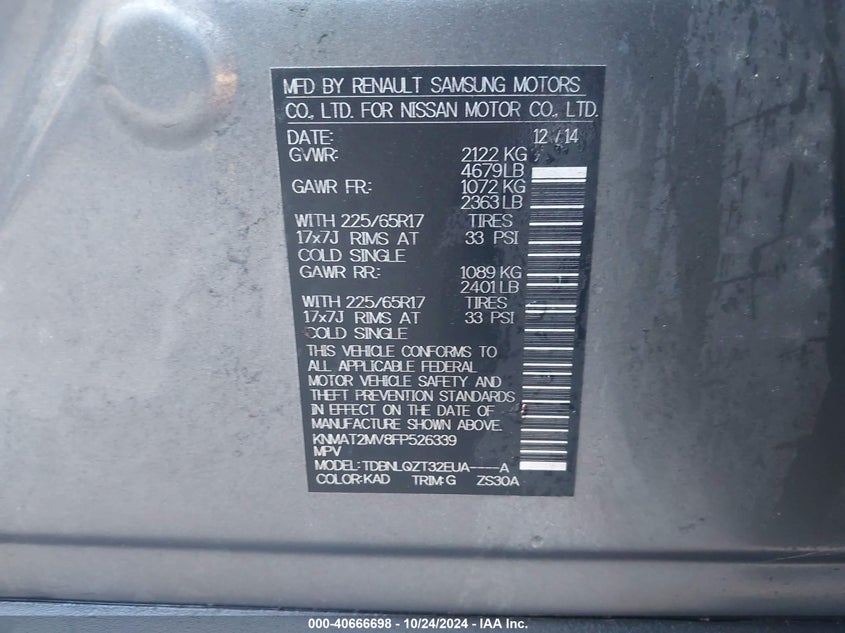 MFD BY RENAULT SAMSUNG MOTORS
CO., LTD. FOR NISSAN MOTOR CO., LTD.
DATE: 12 / 14
GVWR: 2122 KG
4679LB
GAWR FR.: 1072 KG
2363 LB
WITH 225/65R17 TIRES
17x7J RIMS AT 33 PSI
COLD SINGLE
GAWR RR.: 1089 KG
2401 LB
WITH 225/65R17 TIRES
17x7J RIMS AT 33 PSI
COLD SINGLE
THIS VEHICLE CONFORMS TO
ALL APPLICABLE FEDERAL
MOTOR VEHICLE SAFETY AND
THEFT PREVENTION STANDARDS
IN EFFECT ON THE DATE OF
MANUFACTURE SHOWN ABOVE.
KNMAT2MV8FP526339
MPV
MODEL: TDBNLQZT32EUA----A
COLOR:KAD TRIM:G ZS30A
000-40666698 - 10/24/2024 - IAA Inc.